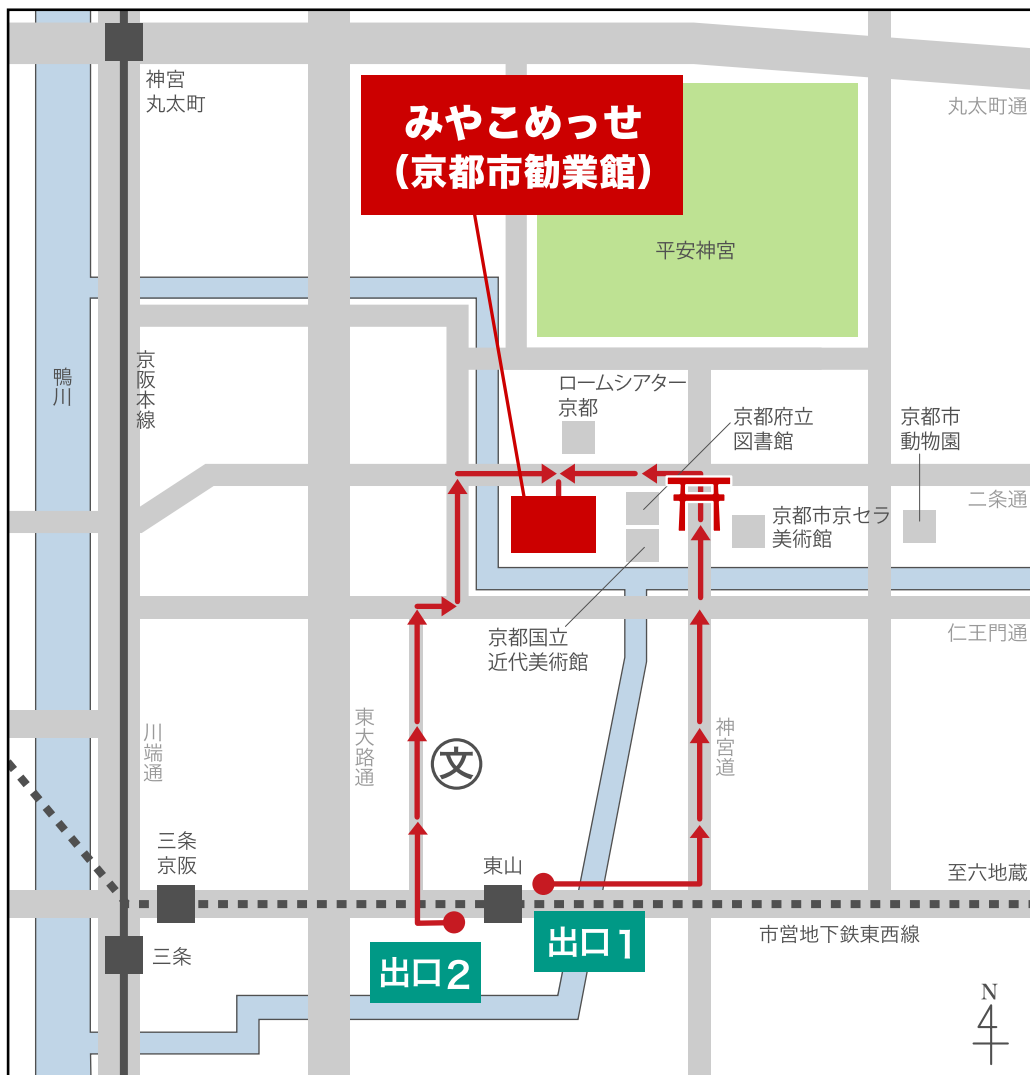 神宮
丸太町
丸太町通
みやこめっせ
(京都市勧業館)
平安神宮
鴨川
京阪本線
ロームシアター
京都
京都府立
図書館
京都市
動物園
二条通
京都市京セラ
美術館
京都国立
近代美術館
仁王門通
川端通
東大路通
文
神宮道
三条
京阪
東山
至六地蔵
市営地下鉄東西線
出口1
出口2
三条
N